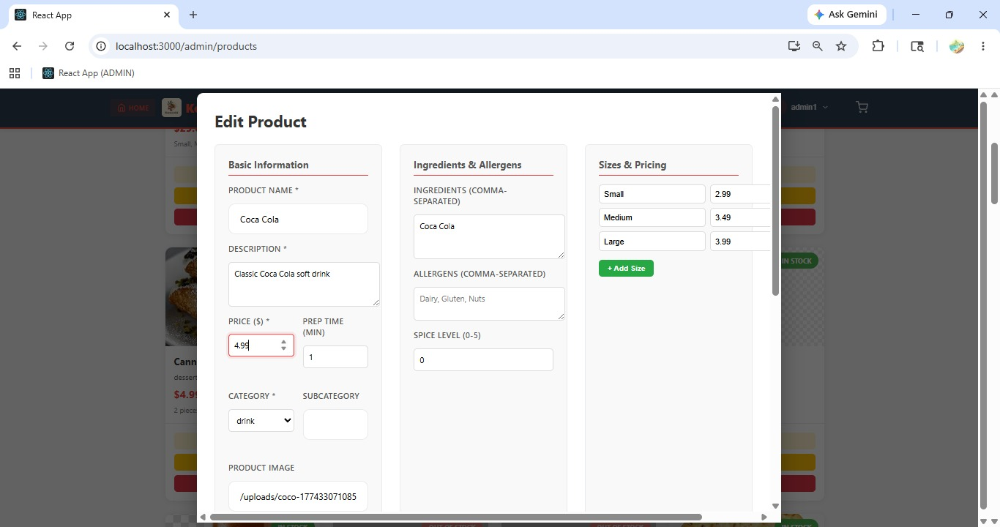 React App
Ask Gemini
localhost:3000/admin/products
React App (ADMIN)
HOME
admin1
Edit Product
Basic Information
PRODUCT NAME *
Coca Cola
DESCRIPTION *
Classic Coca Cola soft drink
PRICE ($) *
PREP TIME
(MIN)
4.99
1
CATEGORY *
SUBCATEGORY
drink
PRODUCT IMAGE
/uploads/coco-177433071085
Ingredients & Allergens
INGREDIENTS (COMMA-
SEPARATED)
Coca Cola
ALLERGENS (COMMA-SEPARATED)
Dairy, Gluten, Nuts
SPICE LEVEL (0-5)
0
Sizes & Pricing
Small
2.99
Medium
3.49
Large
3.99
+ Add Size
IN STOCK
Cann
dessert
$4.99
2 piece
IN STOCK
OUT OF STOCK
OUT OF STOCK
IN STOCK